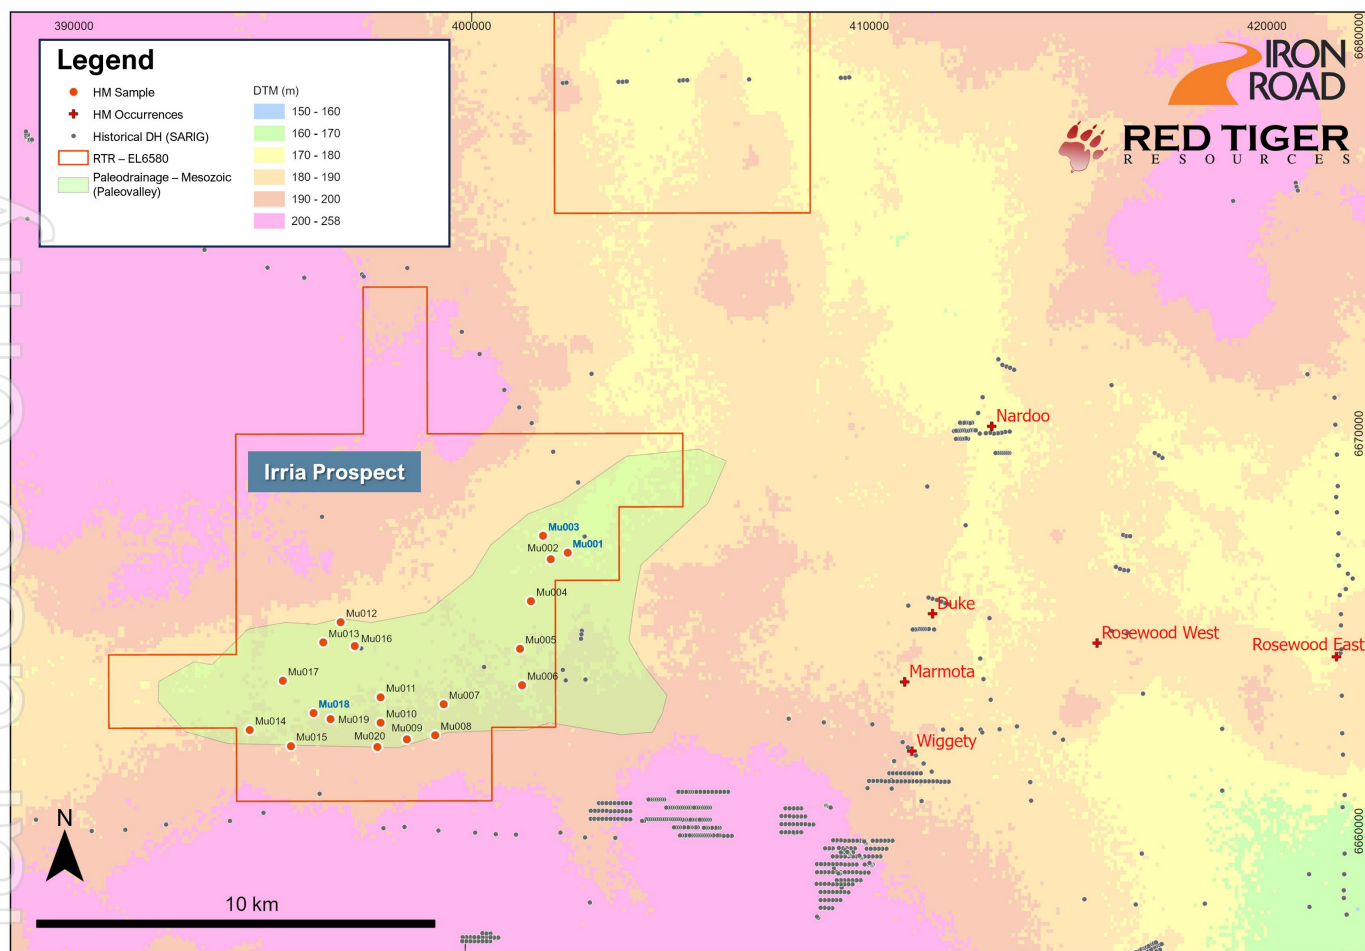 390000
400000
410000
420000
6680000
Legend
HM Sample
HM Occurrences
Historical DH (SARIG)
RTR – EL6580
Paleodrainage – Mesozoic
(Paleovalley)
DTM (m)
150 - 160
160 - 170
170 - 180
180 - 190
190 - 200
200 - 258
IRON
ROAD
RED TIGER
RESOURCES
Nardoo
6670000
Irria Prospect
Mu003
Mu002
Mu001
Mu004
Duke
Mu012
Mu013
Mu016
Mu005
Rosewood West
Rosewood East
Mu017
Mu006
Marmota
Mu011
Mu007
Mu018
Mu019
Mu010
Mu014
Mu009
Mu008
Mu015
Mu020
Wiggety
6660000
N
10 km